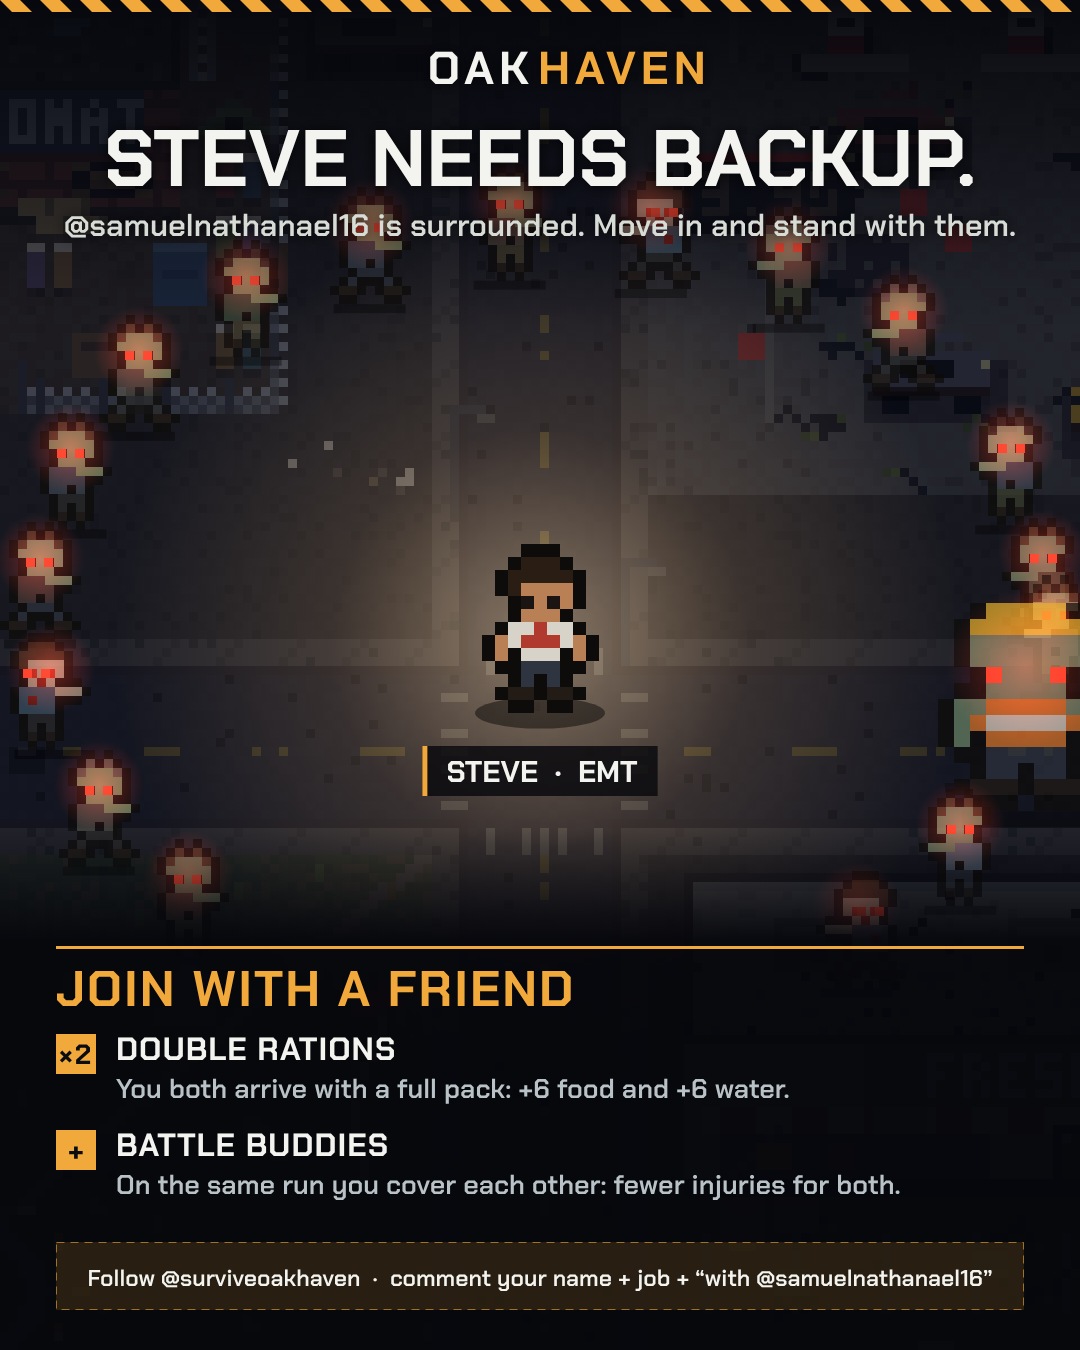 OMAT
OAKHAVEN
STEVE NEEDS BACKUP.
@samuelnathanael16 is surrounded. Move in and stand with them.
STEVE · EMT
JOIN WITH A FRIEND
×2 DOUBLE RATIONS
You both arrive with a full pack: +6 food and +6 water.
+ BATTLE BUDDIES
On the same run you cover each other: fewer injuries for both.
Follow @surviveoakhaven · comment your name + job + “with @samuelnathanael16”